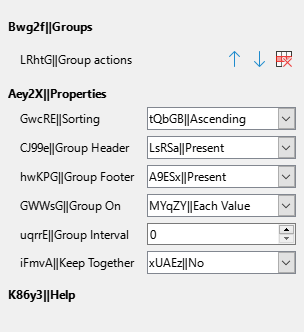 Bwg2f||Groups
LRhtG||Group actions
Aey2X||Properties
GwcRE||Sorting tQbGB||Ascending
CJ99e||Group Header LsRSa||Present
hwKPG||Group Footer A9ESx||Present
GWWsG||Group On MYqZY||Each Value
uqrrE||Group Interval 0
iFmvA||Keep Together xUAEz||No
K86y3||Help